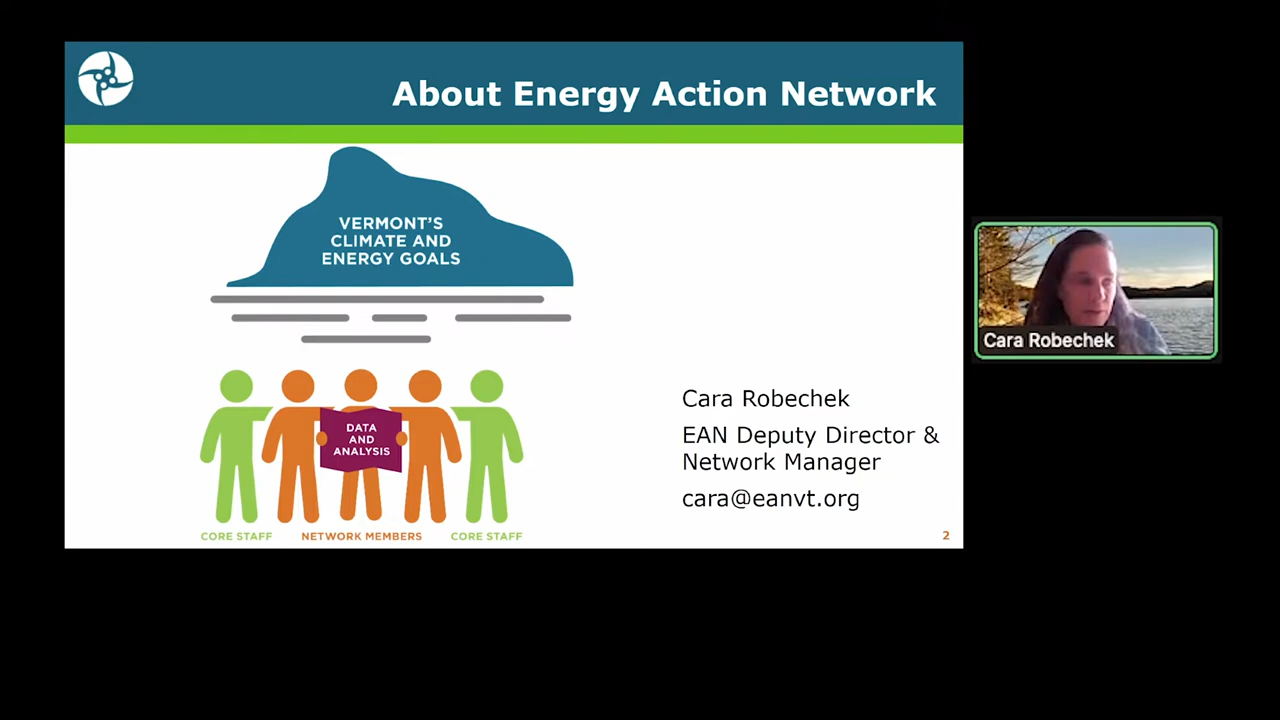 About Energy Action Network
VERMONT'S
CLIMATE AND
ENERGY GOALS
DATA
AND
ANALYSIS
CORE STAFF
NETWORK MEMBERS
CORE STAFF
Cara Robechek
EAN Deputy Director &
Network Manager
cara@eanvt.org
2
Cara Robechek